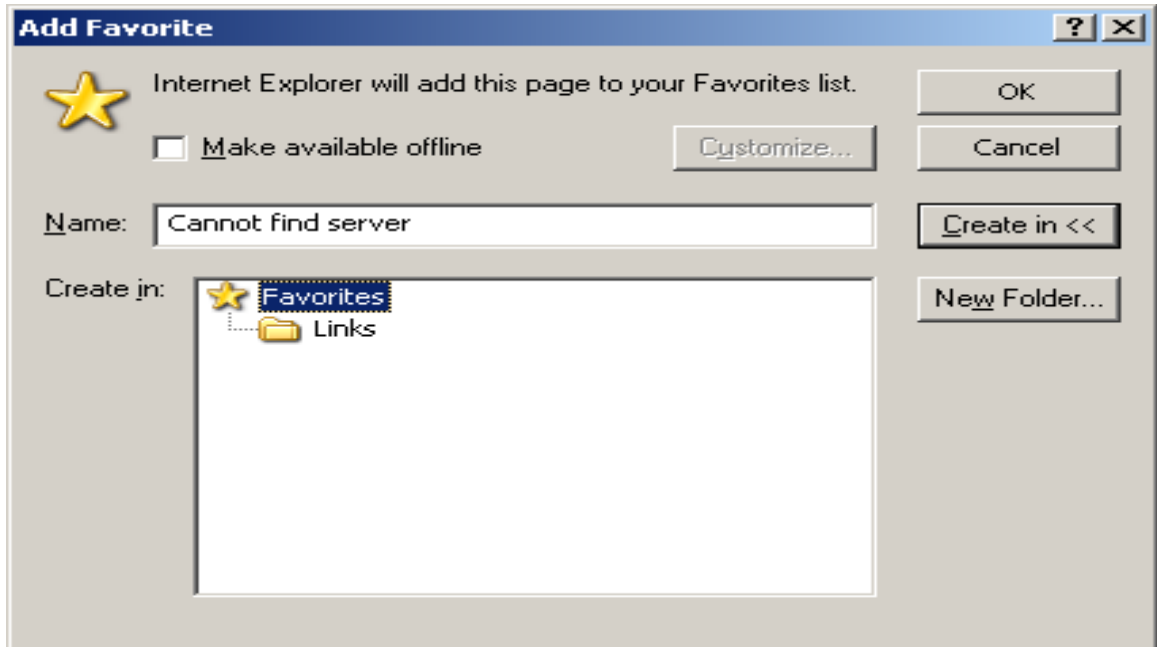 Add Favorite
Internet Explorer will add this page to your Favorites list.
OK
Make available offline
Customize...
Cancel
Name:
Cannot find server
Create in <<
Create in:
Favorites
New Folder...
Links